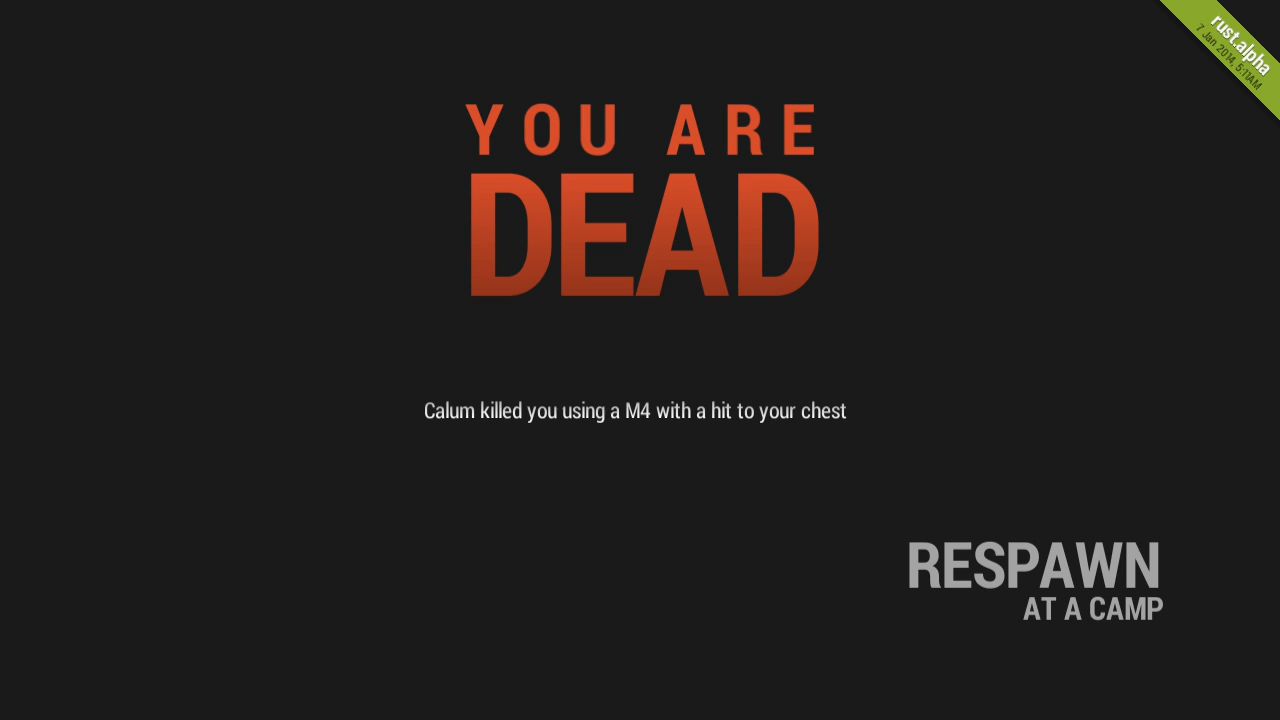 rust.alpha
7 Jan 2014, 5:11AM
YOU ARE
DEAD
Calum killed you using a M4 with a hit to your chest
RESPAWN
AT A CAMP